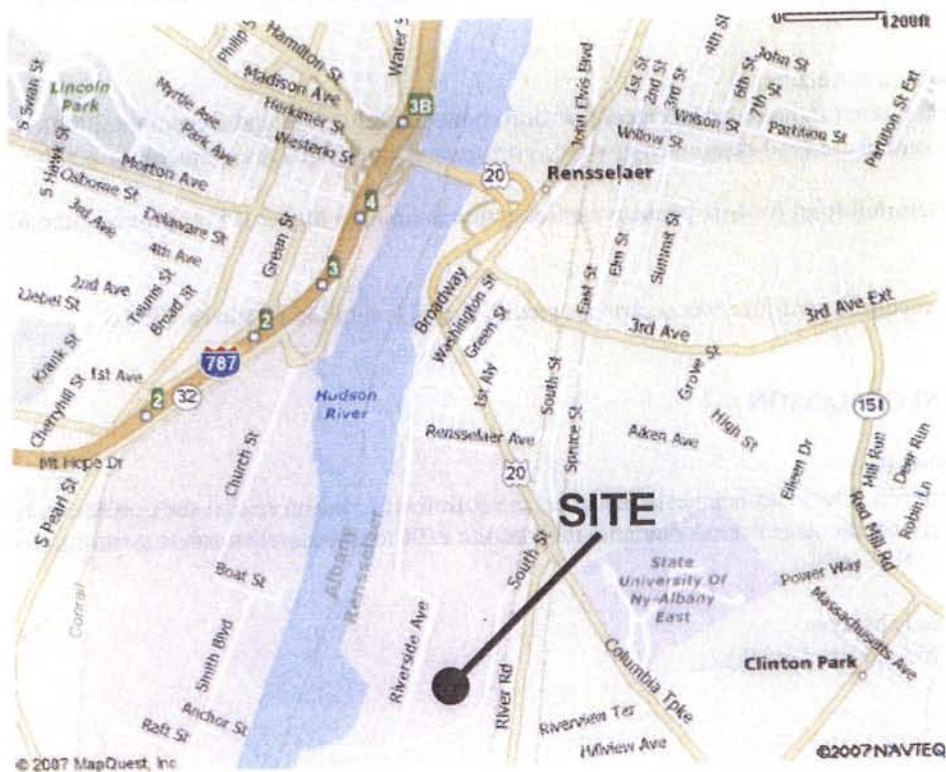 1200ft
0
Philip St
Hamilton St
Water St
Madison Ave
Herkimer St
Western St
S Swan St
Lincoln
Park
Myrtle Ave
Park Ave
S Hawk St
Morton Ave
Osborne St
3rd Ave
Delaware St
4th Ave
Green St
2nd Ave
Broad St
Krank St
1st Ave
Cherryhill St
Mt Hope Dr
S Pearl St
Conrail
3B
4
3
2
787
2
32
Hudson
River
Church St
Boat St
Smith Blvd
Anchor St
Raft St
Albany
Rensselaer
20
Rensselaer
1st St
2nd St
3rd St
4th St
6th St
7th St
John St
Willow St
Wilson St
Partition St
Partition St Ext
Broadway
Washington St
Green St
East St
Elm St
Summit St
3rd Ave
3rd Ave Ext
Grove St
High St
Aiken Ave
Rensselaer Ave
South St
Spruce St
20
151
Eileen Dr
Mill Run
Red Mill Rd
Deer Run
Robin Ln
SITE
South St
State
University Of
Ny-Albany
East
Power Way
Massachusetts Ave
Clinton Park
Riverside Ave
River Rd
Columbia Tpke
Riverview Ter
Hillview Ave
© 2007 MapQuest, Inc
©2007 NAVTEQ